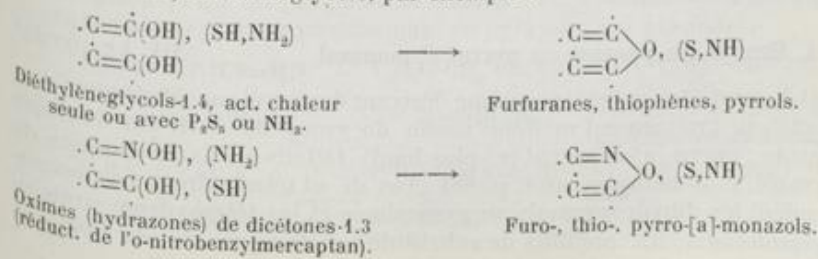 .C=C(OH), (SH,NH₂)
.C=C(OH)
⟶
.C=C
.C=C
O, (S,NH)
Diéthylèneglycols-1.4, act. chaleur
seule ou avec P₂S₅ ou NH₃.
Furfuranes, thiophènes, pyrrols.
.C=N(OH), (NH₂)
.C=C(OH), (SH)
⟶
.C=N
.C=C
O, (S,NH)
Oximes (hydrazones) de dicétones-1.3
(réduct. de l'o-nitrobenzylmercaptan).
Furo-, thio-, pyrro-[a]-monazols.